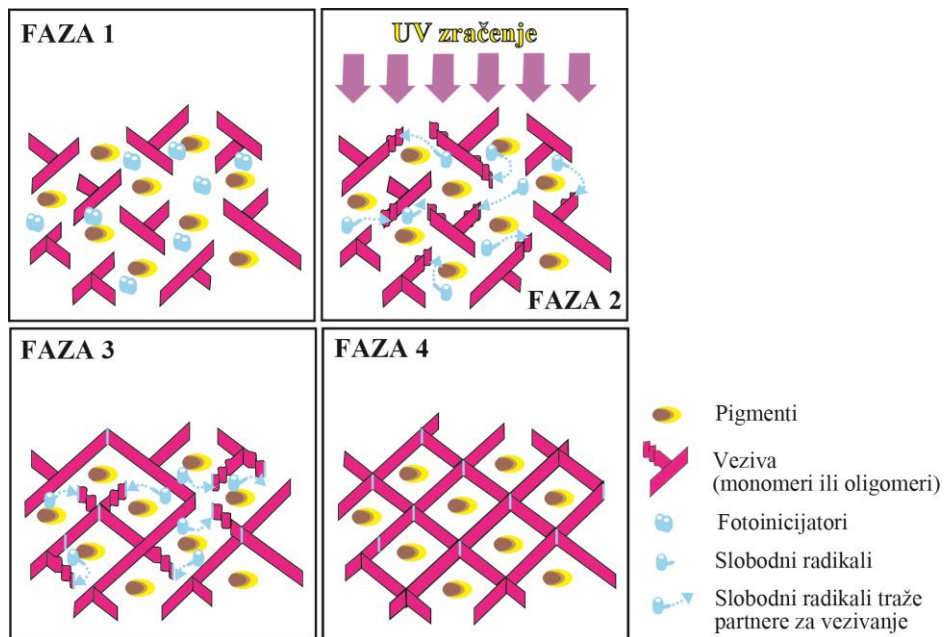 FAZA 1
UV zračenje
FAZA 2
FAZA 3
FAZA 4
Pigmenti
Veziva
(monomeri ili oligomeri)
Fotoinicijatori
Slobodni radikali
Slobodni radikali traže
partnere za vezivanje